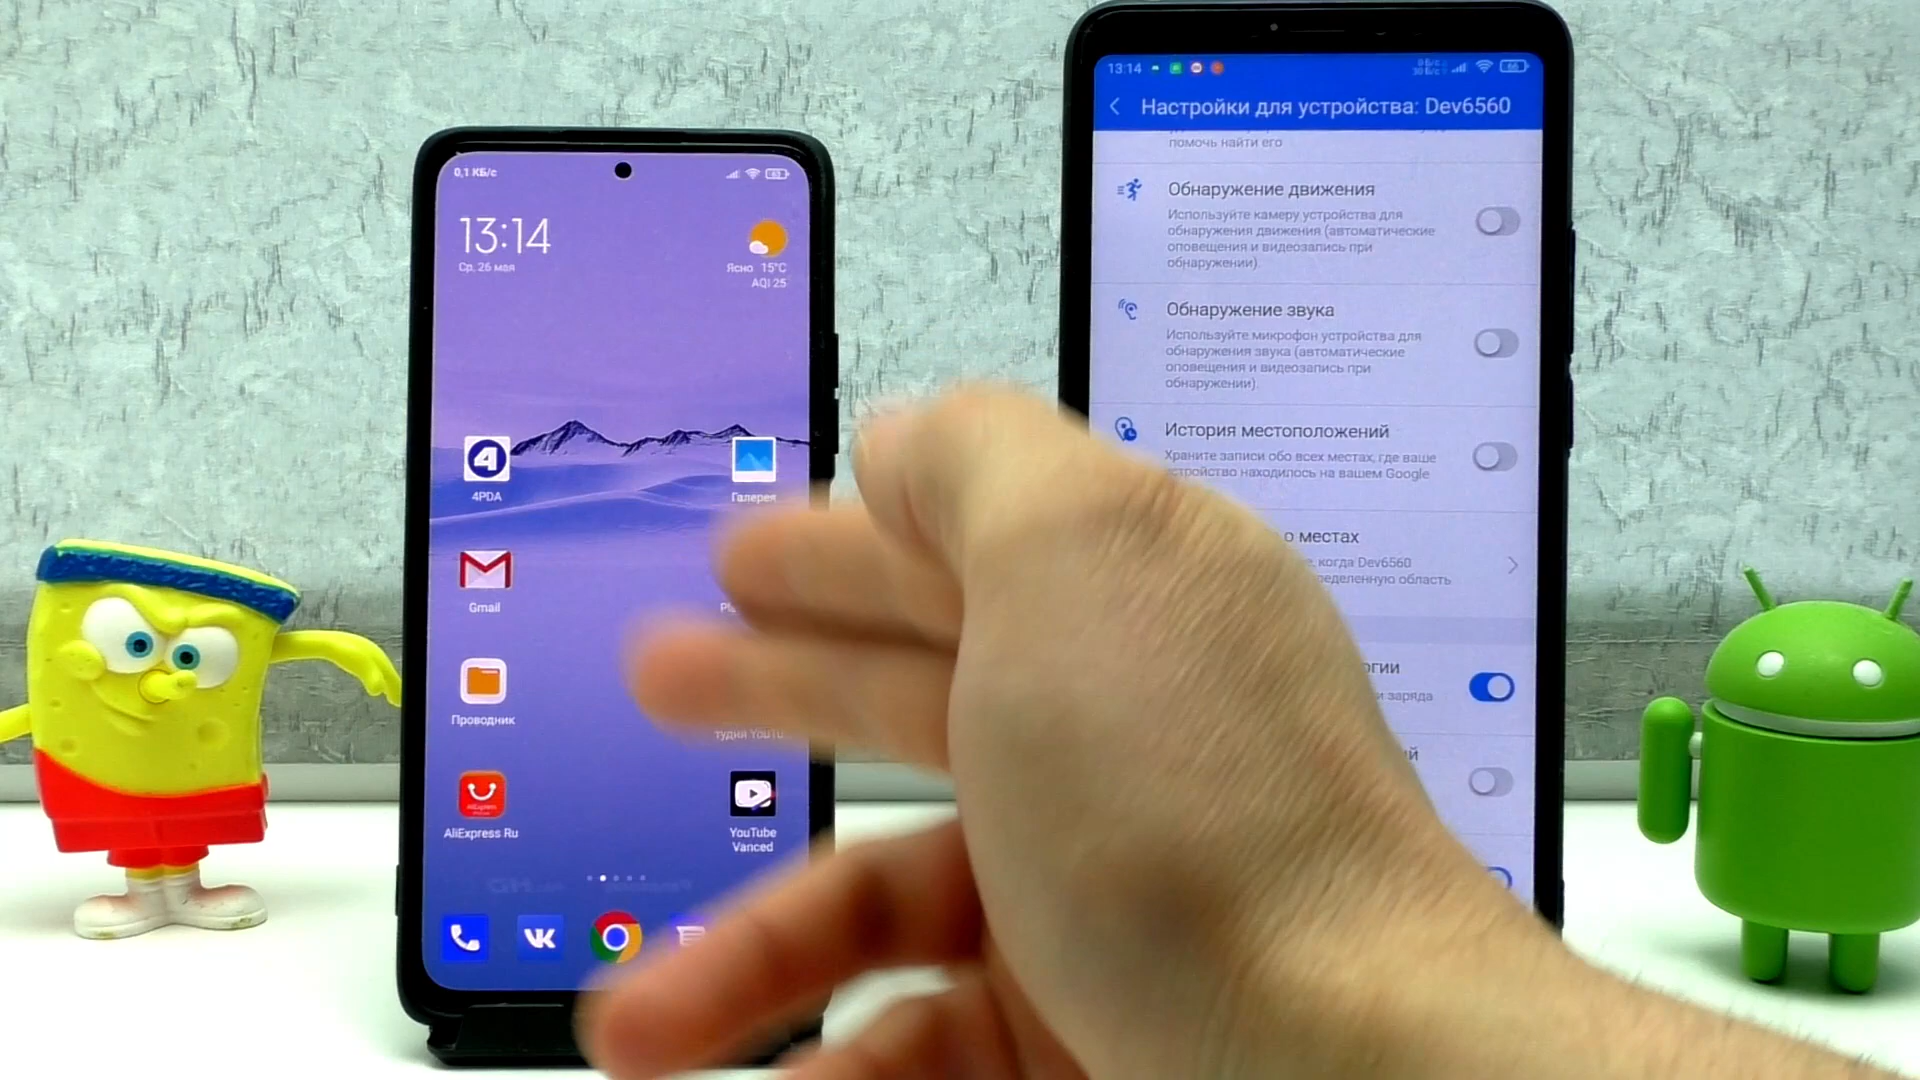 0,1 КБ/с
63
13:14
Ср, 26 мая
Ясно 15°C
AQI 25
4
4PDA
Галерея
Gmail
Проводник
AliExpress Ru
YouTube
Vanced
13:14
66
Настройки для устройства: Dev6560
помочь найти его
Обнаружение движения
Используйте камеру устройства для
обнаружения движения (автоматические
оповещения и видеозапись при
обнаружении).
Обнаружение звука
Используйте микрофон устройства для
обнаружения звука (автоматические
оповещения и видеозапись при
обнаружении).
История местоположений
Храните записи обо всех местах, где ваше
устройство находилось на вашем Google
о местах
когда Dev6560
область
и заряда